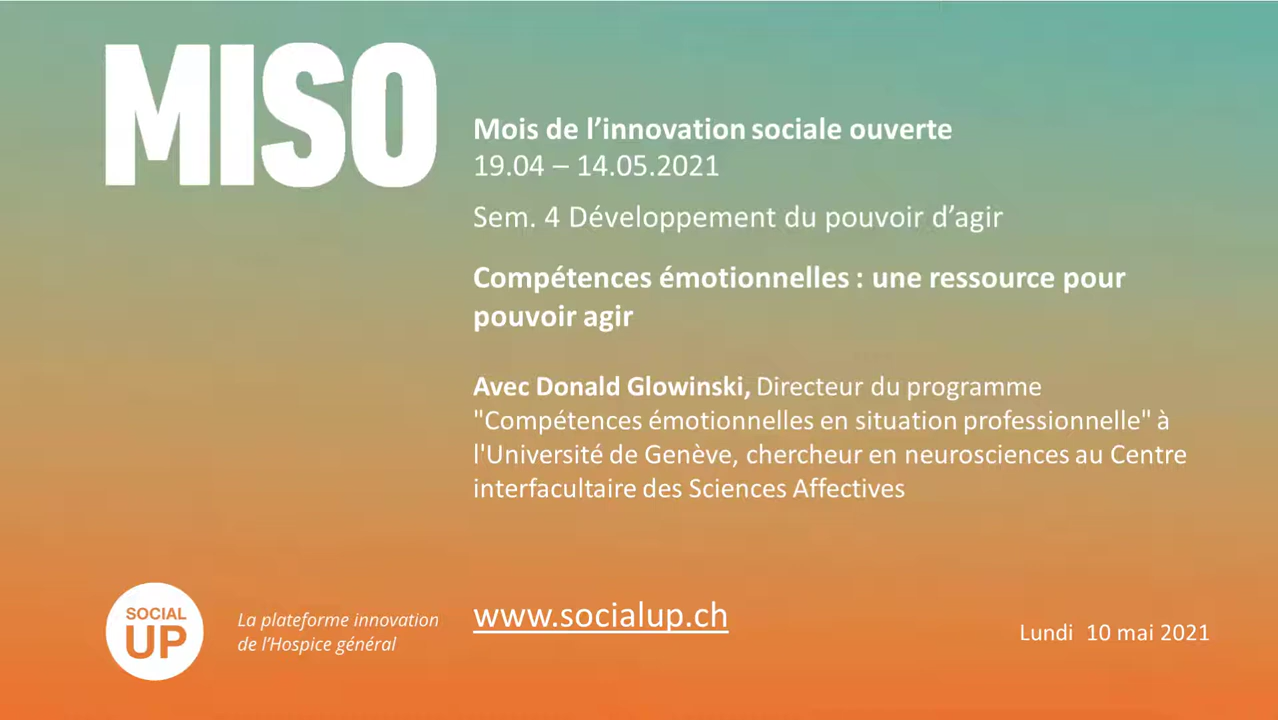 MISO
Mois de l’innovation sociale ouverte
19.04 – 14.05.2021
Sem. 4 Développement du pouvoir d’agir
Compétences émotionnelles : une ressource pour
pouvoir agir
Avec Donald Glowinski, Directeur du programme
"Compétences émotionnelles en situation professionnelle" à
l'Université de Genève, chercheur en neurosciences au Centre
interfacultaire des Sciences Affectives
SOCIAL
UP
La plateforme innovation
de l’Hospice général
www.socialup.ch
Lundi  10 mai 2021